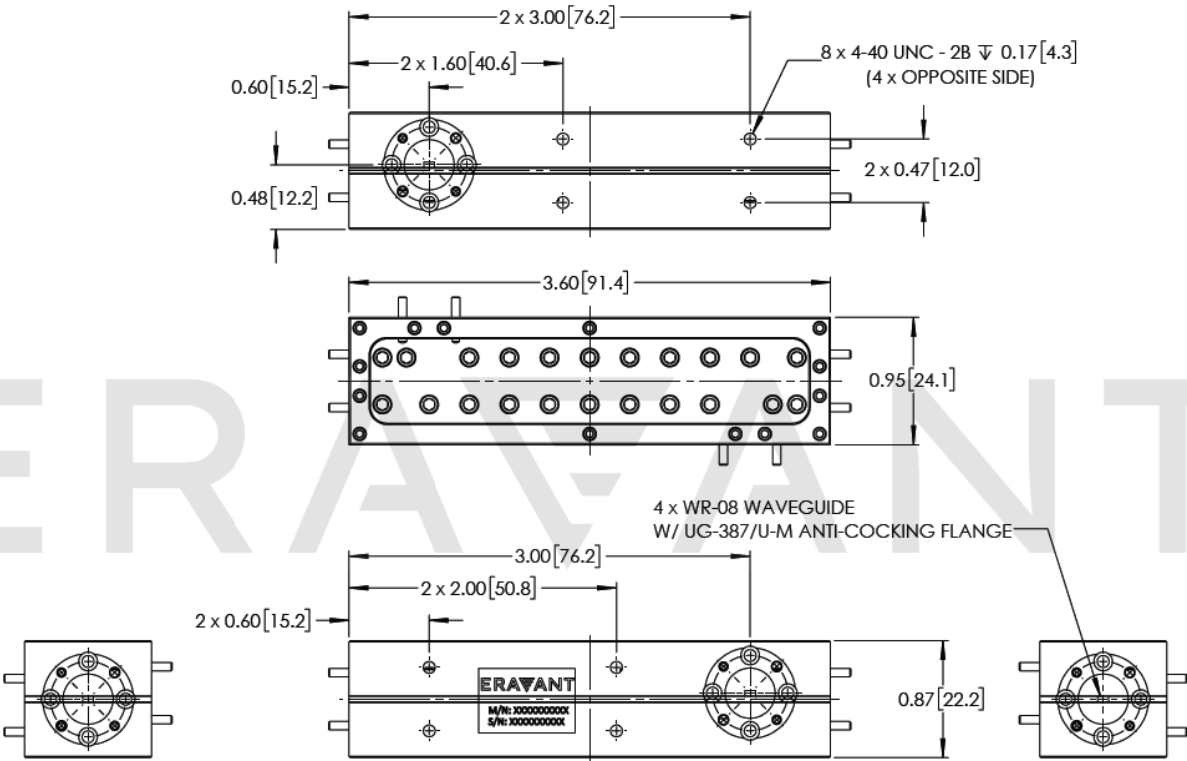 2 x 3.00[76.2]
2 x 1.60[40.6]
8 x 4-40 UNC - 2B ↧ 0.17[4.3]
(4 x OPPOSITE SIDE)
0.60[15.2]
2 x 0.47[12.0]
0.48[12.2]
3.60[91.4]
0.95[24.1]
ERAVANT
4 x WR-08 WAVEGUIDE
W/ UG-387/U-M ANTI-COCKING FLANGE
3.00[76.2]
2 x 2.00[50.8]
2 x 0.60[15.2]
ERAVANT
M/N: XXXXXXXXXX
S/N: XXXXXXXXXX
0.87[22.2]